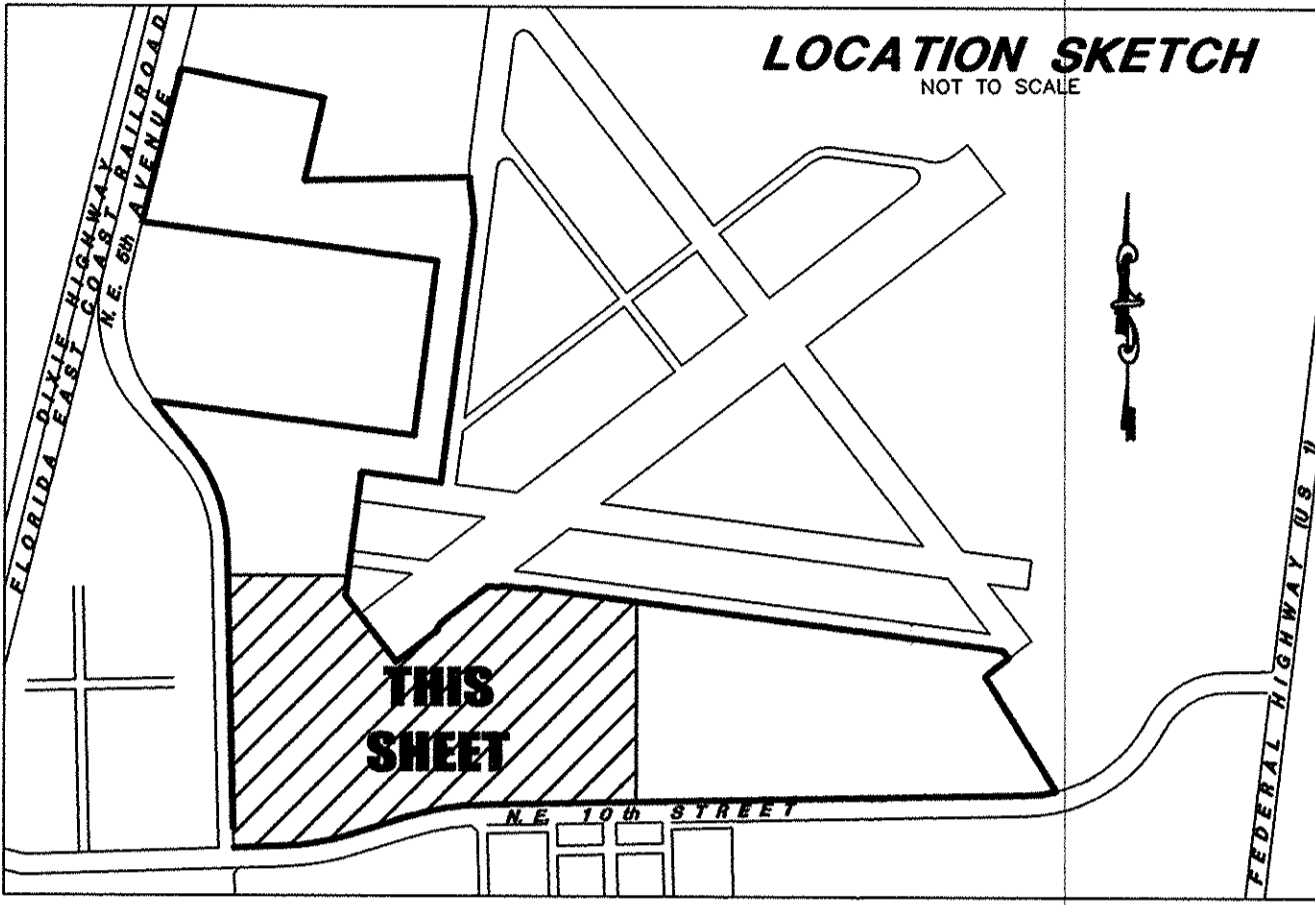 LOCATION SKETCH
NOT TO SCALE
DIXIE HIGHWAY
FLORIDA EAST COAST RAILROAD
N.E. 5th AVENUE
THIS
SHEET
N.E. 10th STREET
FEDERAL HIGHWAY (US 1)